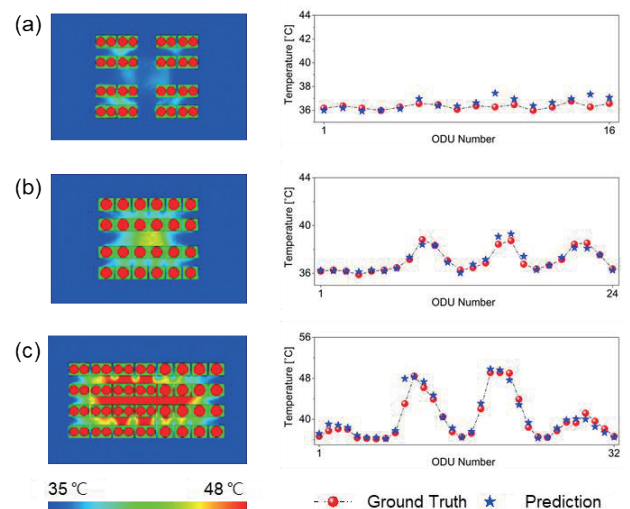 (a)
Temperature [°C]
44
42
40
38
36
1
16
ODU Number
(b)
Temperature [°C]
44
40
36
1
24
ODU Number
(c)
Temperature [°C]
56
48
40
1
32
ODU Number
35 ℃
48 ℃
Ground Truth
Prediction